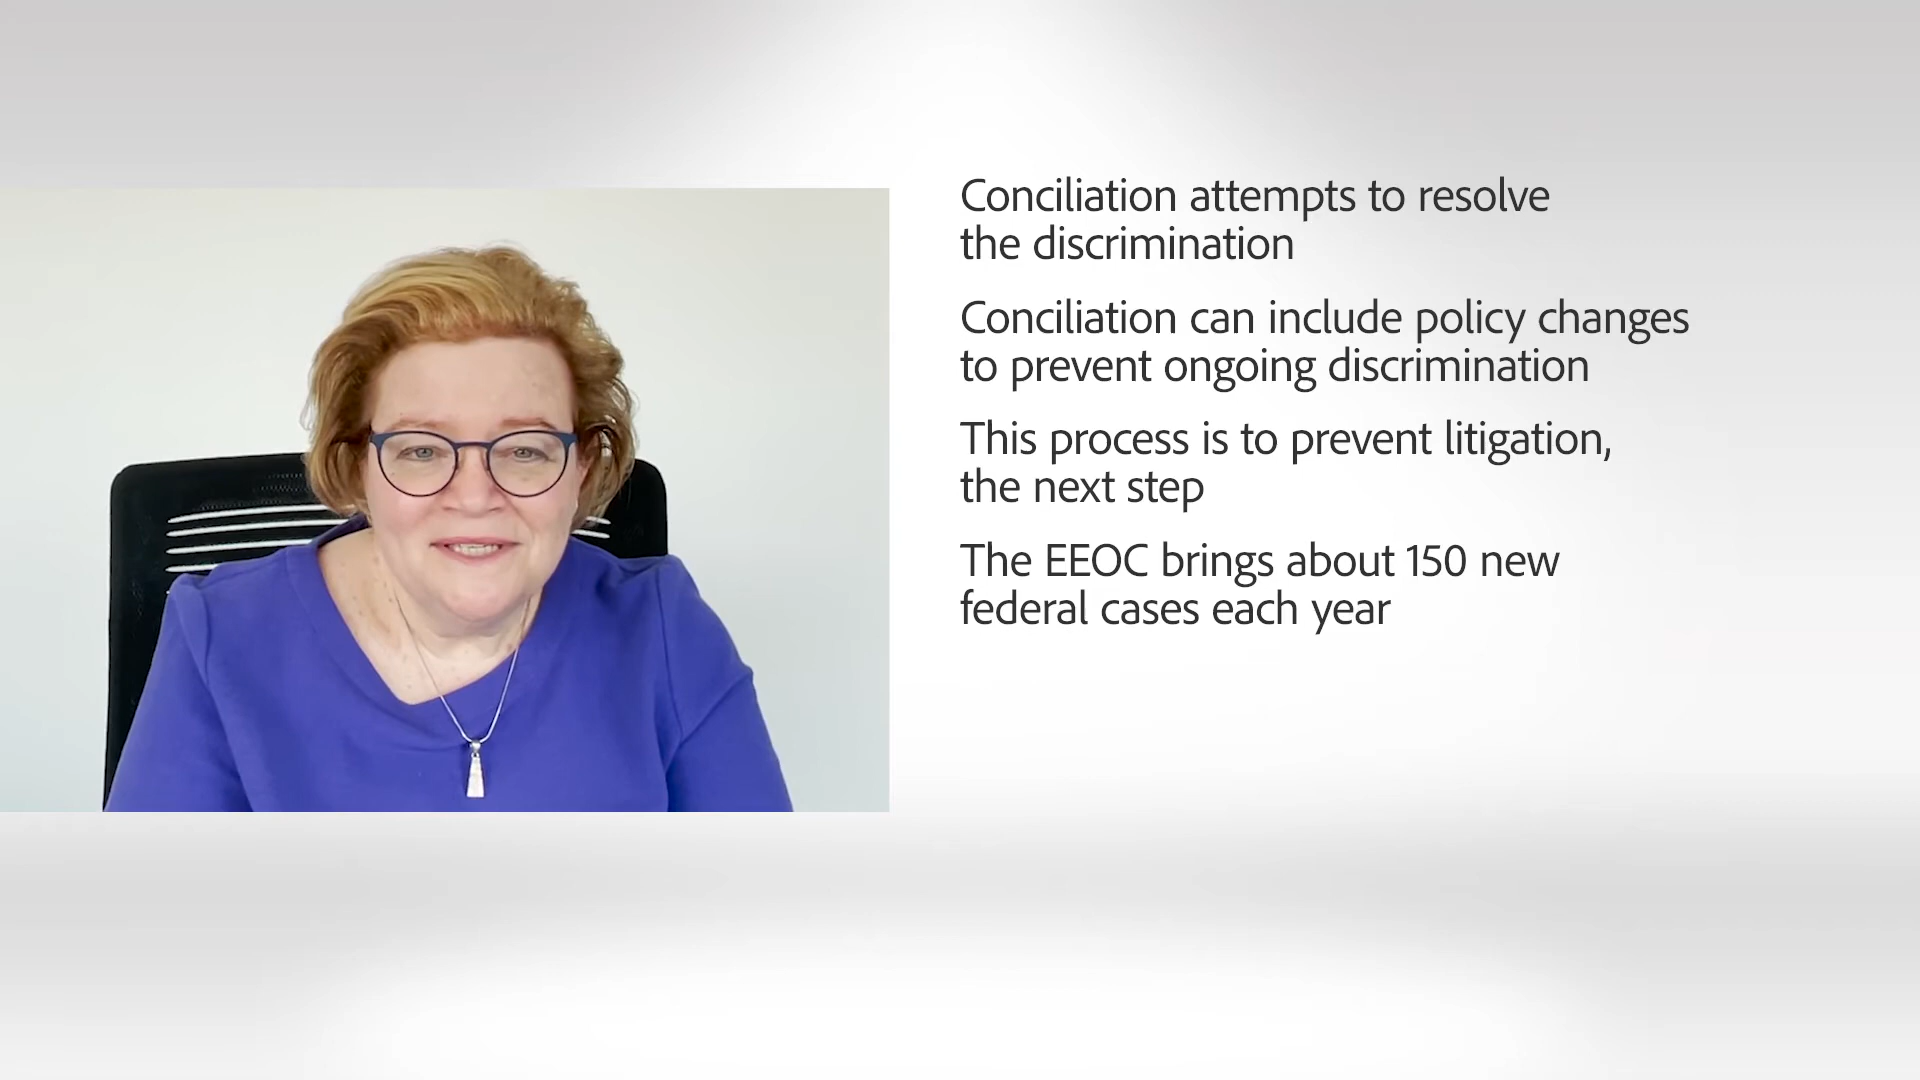 Conciliation attempts to resolve
the discrimination
Conciliation can include policy changes
to prevent ongoing discrimination
This process is to prevent litigation,
the next step
The EEOC brings about 150 new
federal cases each year